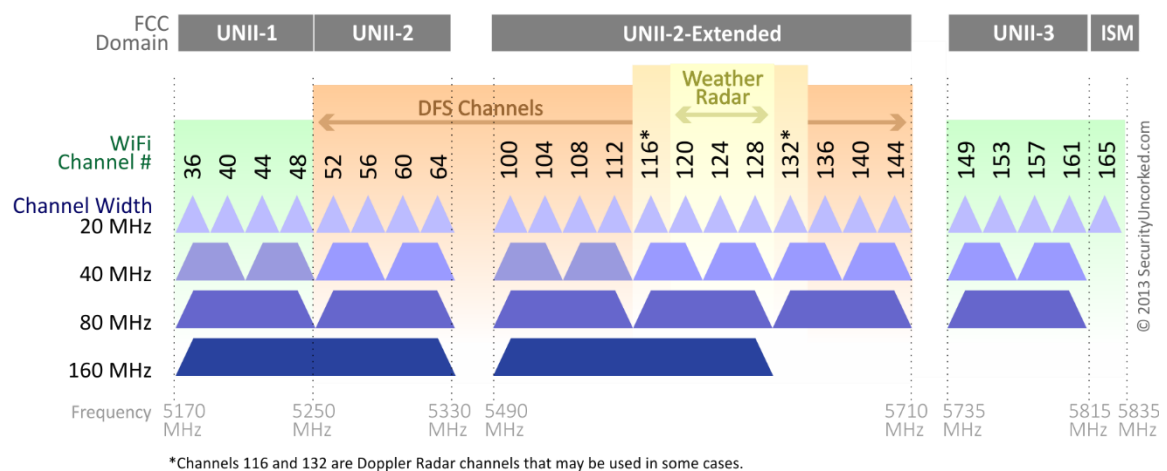 FCC
Domain
UNII-1
UNII-2
UNII-2-Extended
UNII-3
ISM
Weather
Radar
DFS Channels
WiFi
Channel #
36
40
44
48
52
56
60
64
100
104
108
112
116*
120
124
128
132*
136
140
144
149
153
157
161
165
Channel Width
20 MHz
40 MHz
80 MHz
160 MHz
Frequency
5170
MHz
5250
MHz
5330
MHz
5490
MHz
5710
MHz
5735
MHz
5815
MHz
5835
MHz
© 2013 SecurityUncorked.com
*Channels 116 and 132 are Doppler Radar channels that may be used in some cases.